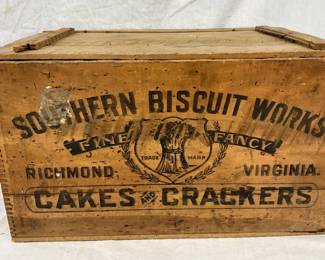 SOUTHERN BISCUIT WORKS
FINE FANCY
TRADE MARK
RICHMOND VIRGINIA.
CAKES AND CRACKERS